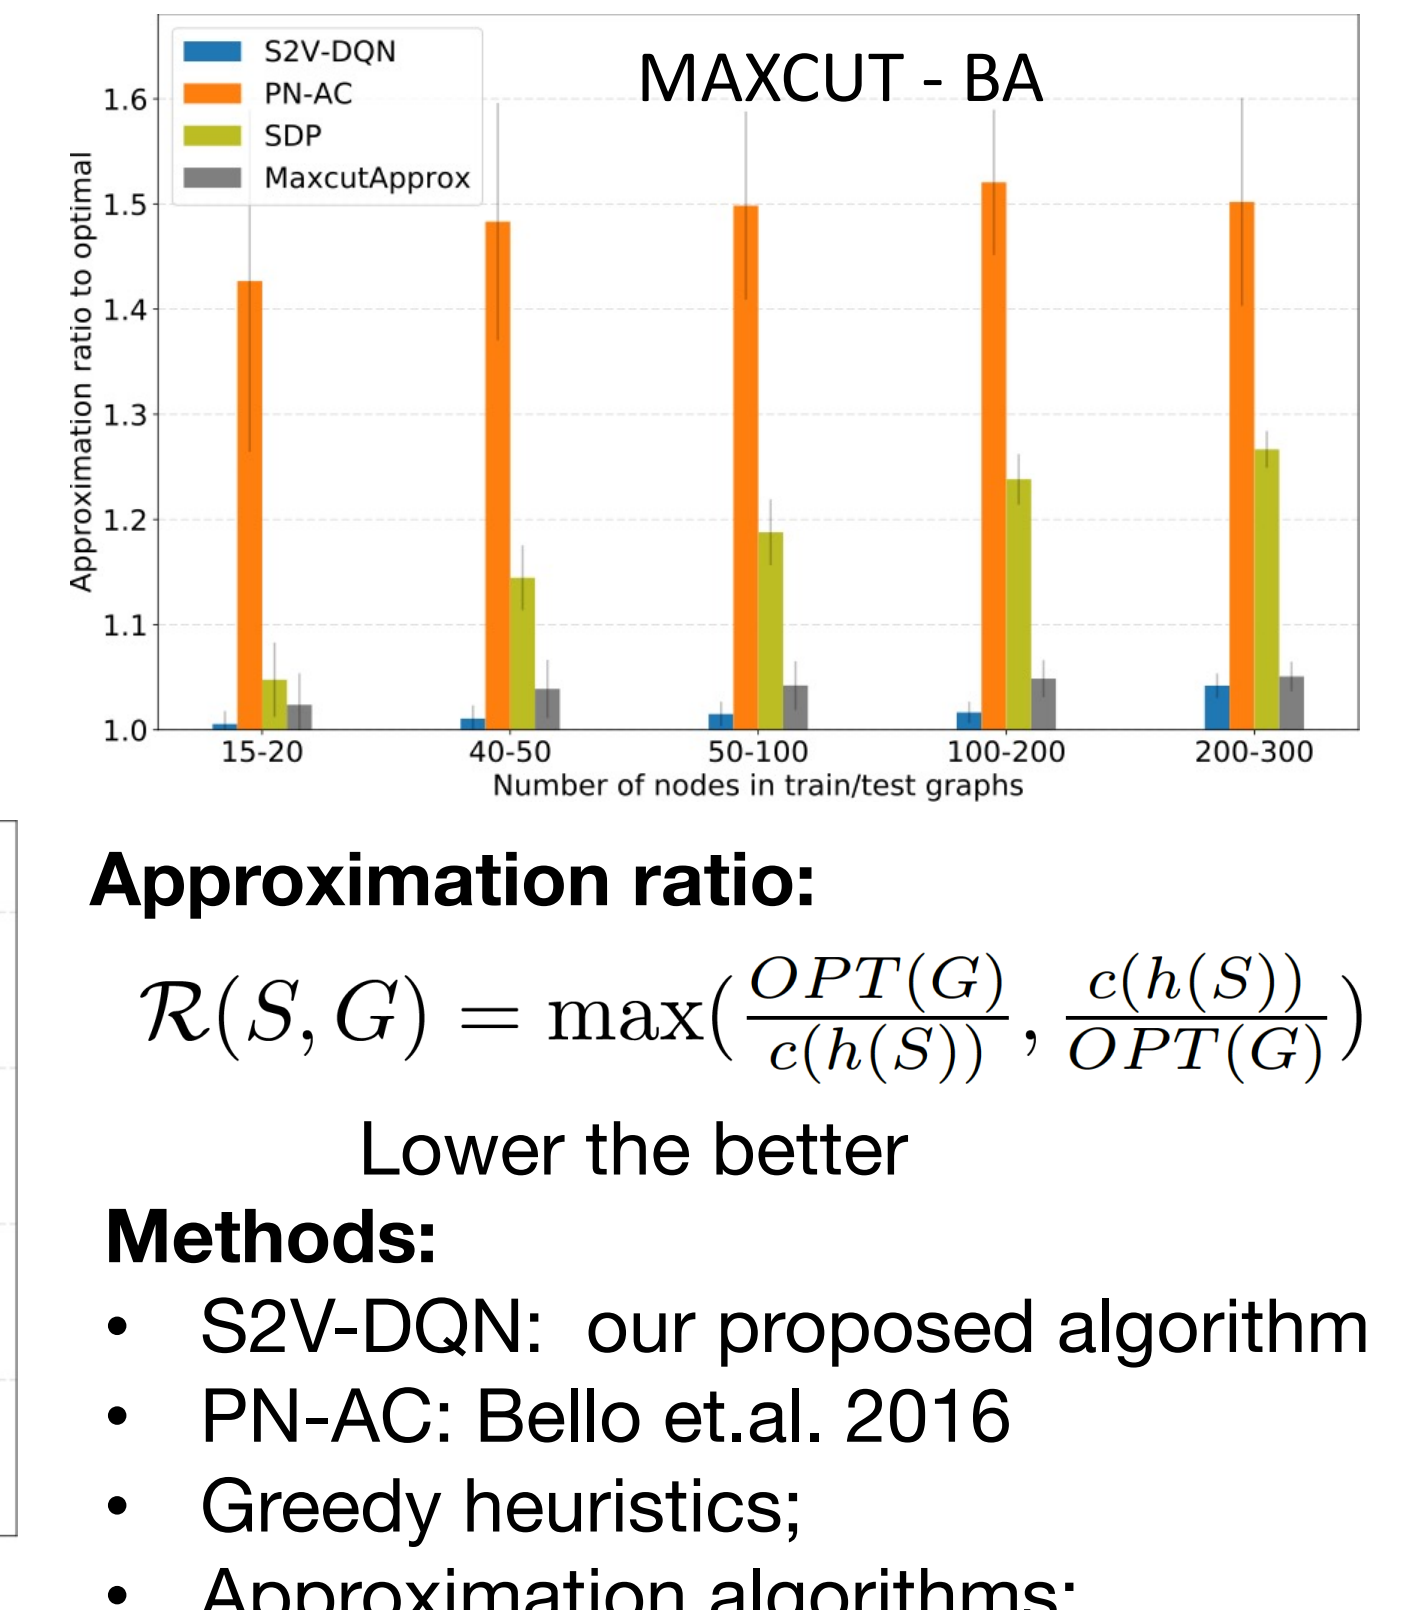 MAXCUT - BA
S2V-DQN
PN-AC
SDP
MaxcutApprox
Approximation ratio to optimal
1.6
1.5
1.4
1.3
1.2
1.1
1.0
15-20 40-50 50-100 100-200 200-300
Number of nodes in train/test graphs
Approximation ratio:
R(S, G) = max(OPT(G)/c(h(S)), c(h(S))/OPT(G))
Lower the better
Methods:
• S2V-DQN: our proposed algorithm
• PN-AC: Bello et.al. 2016
• Greedy heuristics;
• Approximation algorithms;